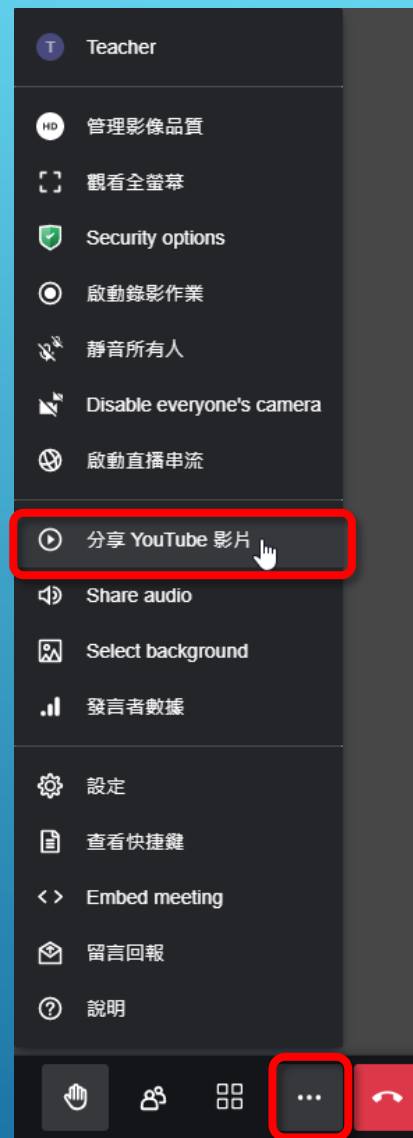 T Teacher
HD 管理影像品質
觀看全螢幕
Security options
啟動錄影作業
靜音所有人
Disable everyone's camera
啟動直播串流
分享 YouTube 影片
Share audio
Select background
發言者數據
設定
查看快捷鍵
Embed meeting
留言回報
說明